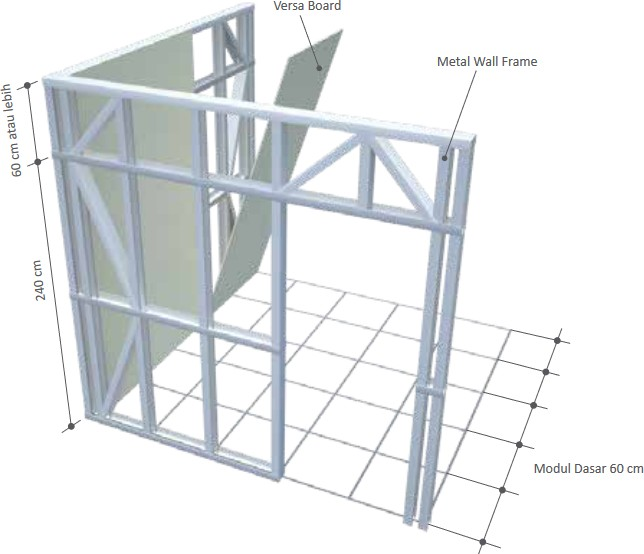 Versa Board
Metal Wall Frame
60 cm atau lebih
240 cm
Modul Dasar 60 cm